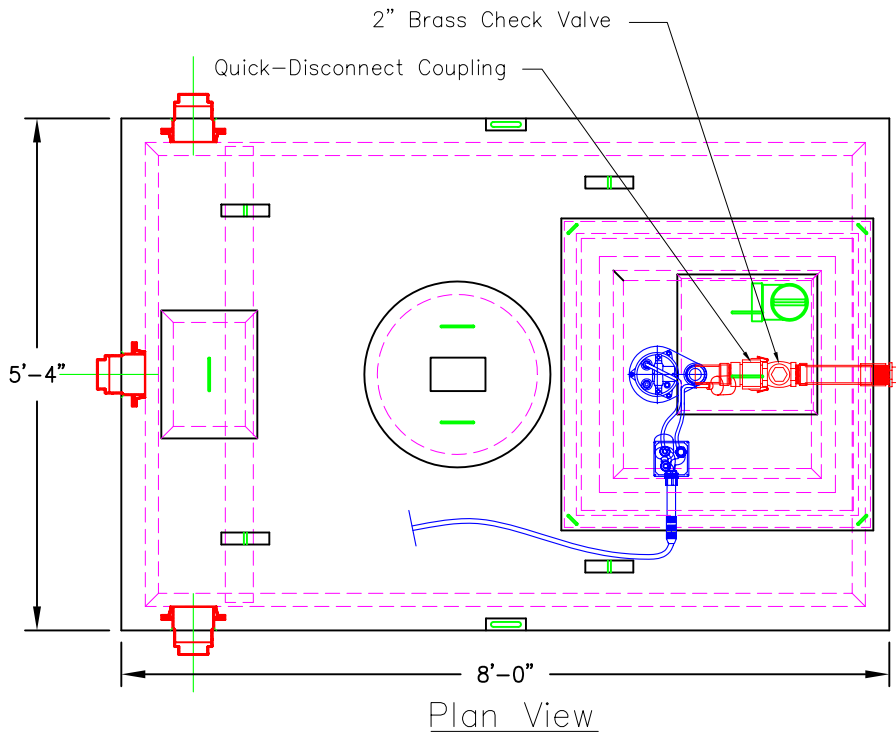 2” Brass Check Valve
Quick–Disconnect Coupling
5’-4”
8’-0”
Plan View